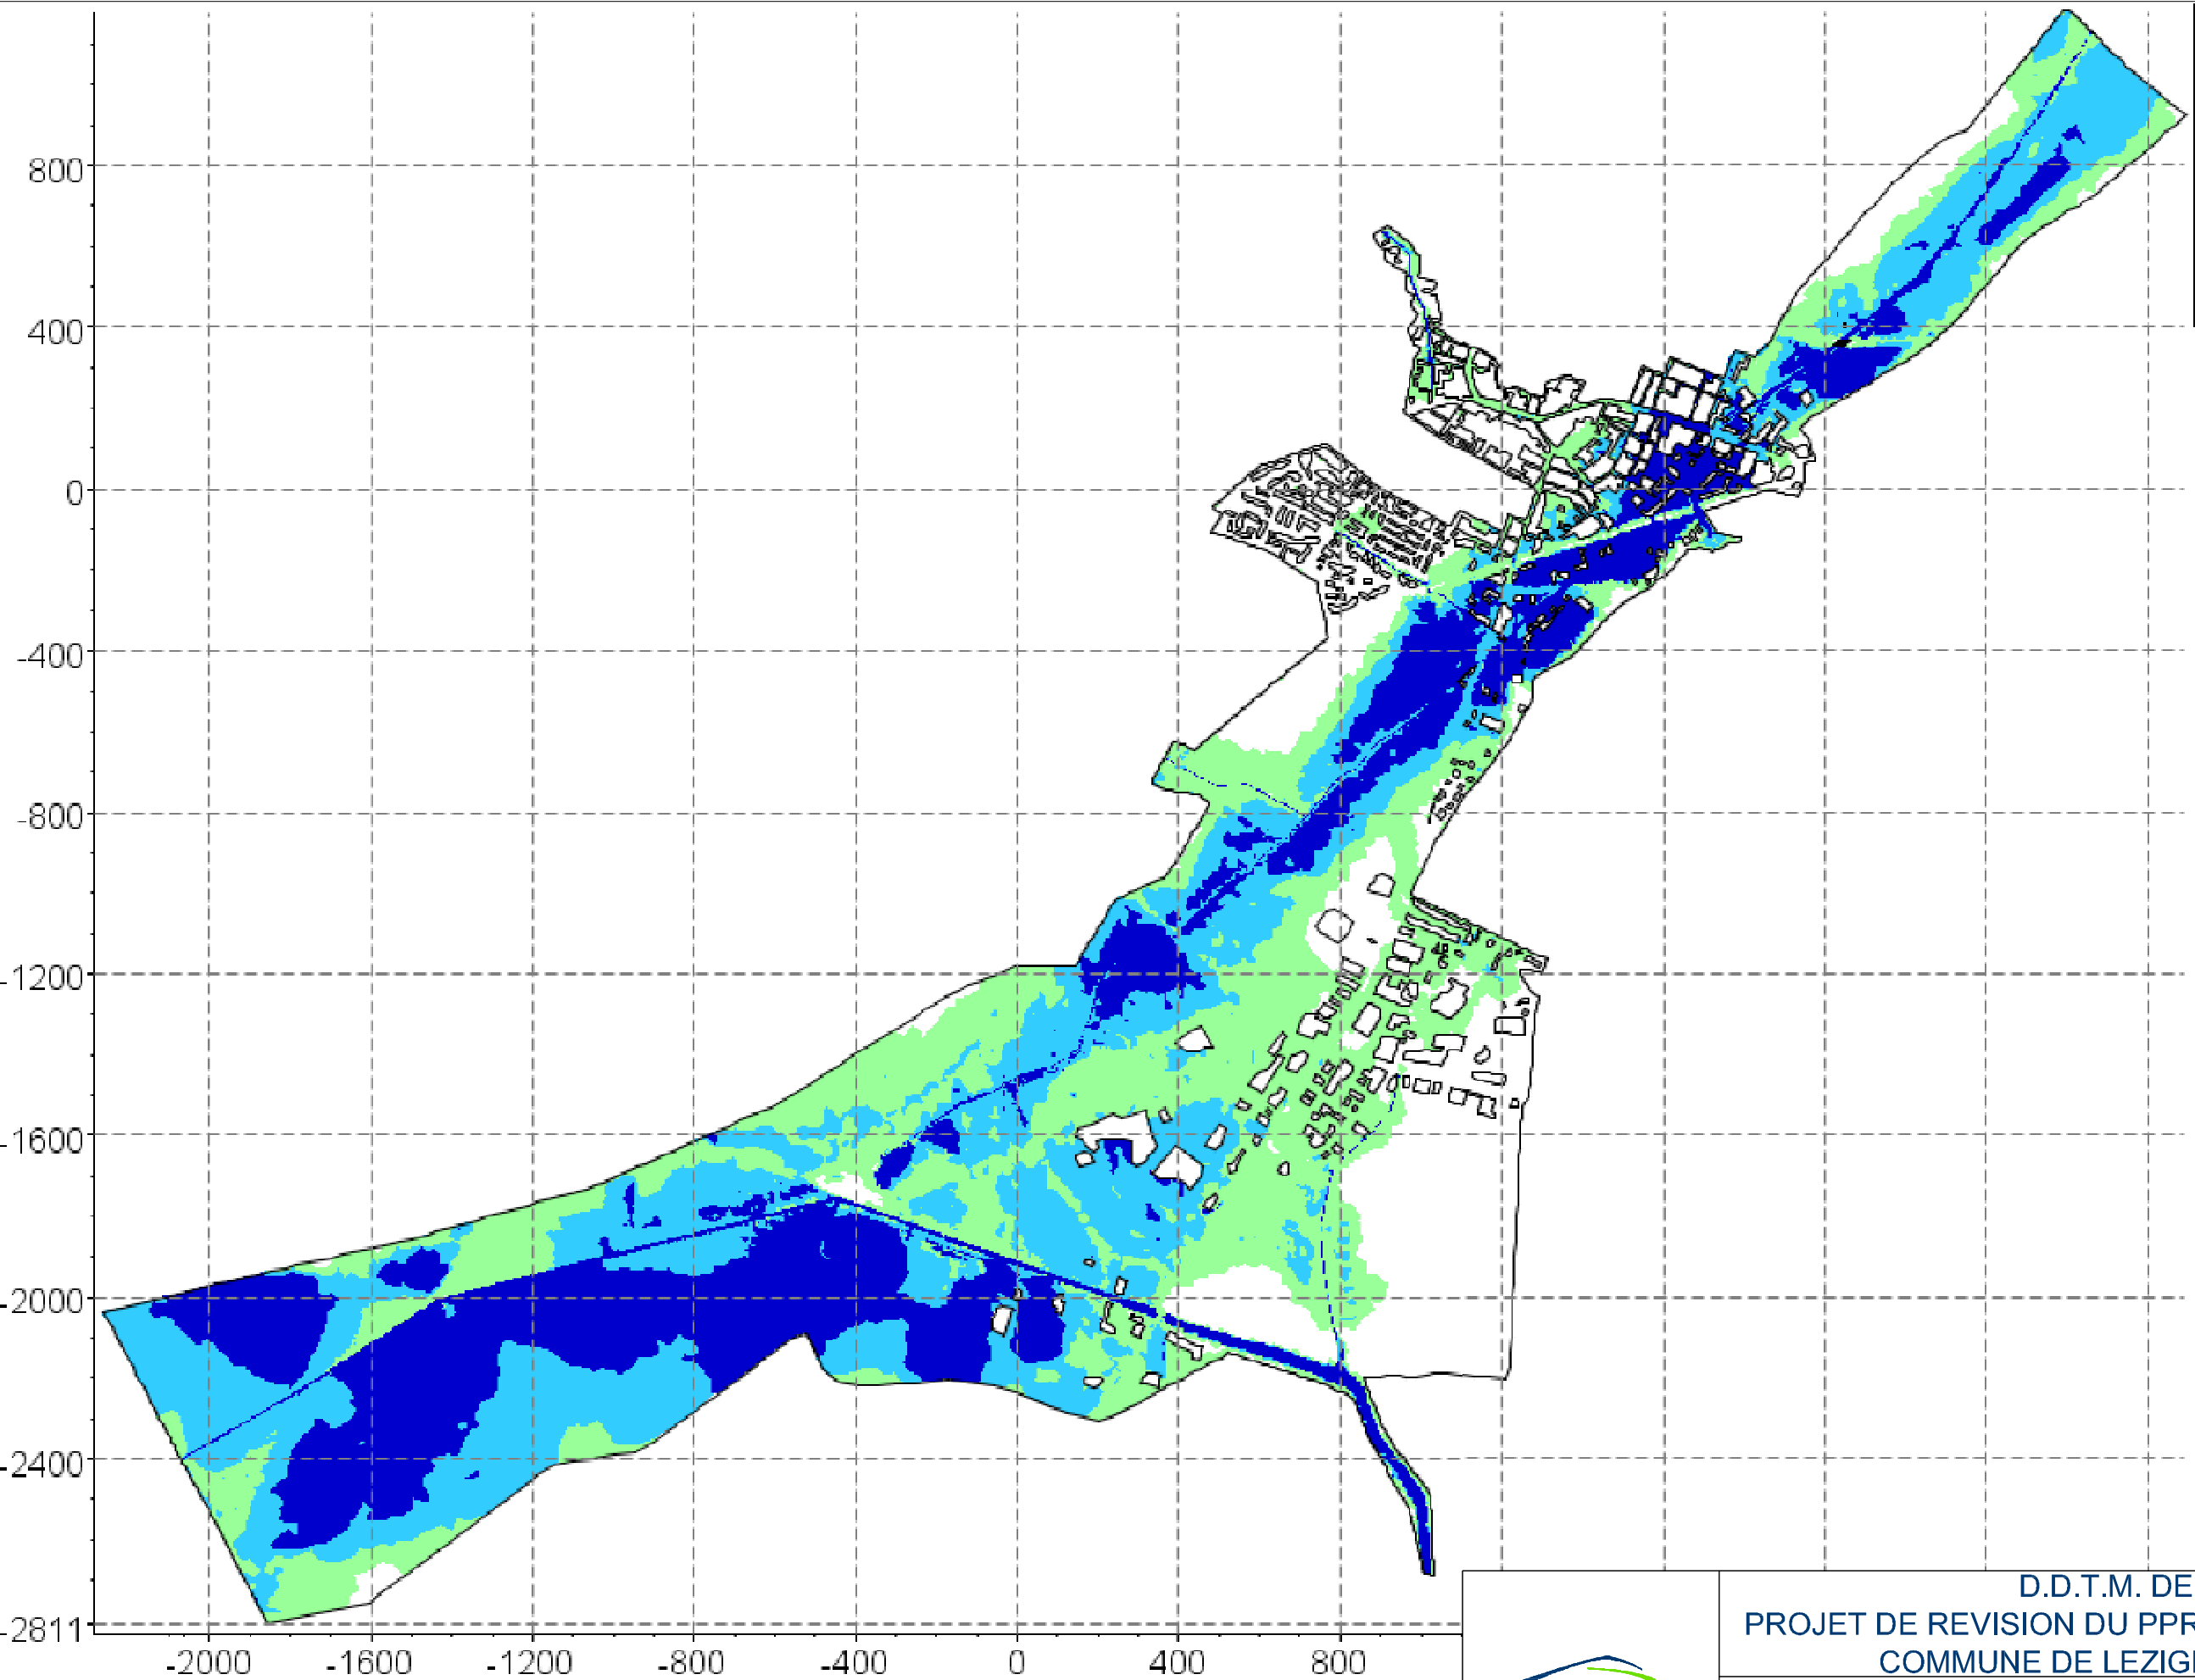 800
400
0
-400
-800
-1200
-1600
-2000
-2400
-2811
-2000 -1600 -1200 -800 -400 0 400 800
D.D.T.M. DE
PROJET DE REVISION DU PPR
COMMUNE DE LEZIG